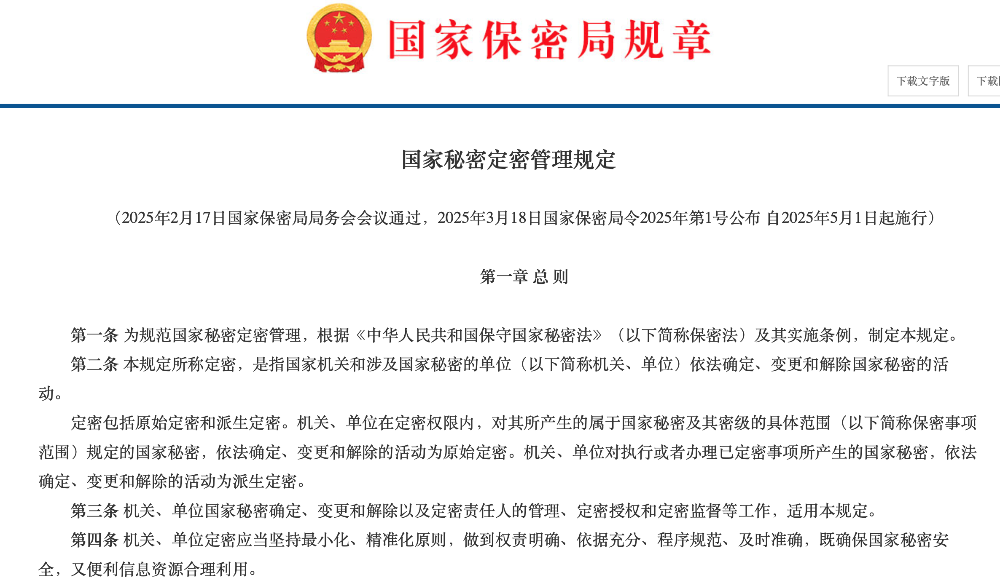 国家保密局规章
下载文字版
下载
国家秘密定密管理规定
（2025年2月17日国家保密局局务会会议通过，2025年3月18日国家保密局令2025年第1号公布 自2025年5月1日起施行）
第一章 总 则
第一条 为规范国家秘密定密管理，根据《中华人民共和国保守国家秘密法》（以下简称保密法）及其实施条例，制定本规定。
第二条 本规定所称定密，是指国家机关和涉及国家秘密的单位（以下简称机关、单位）依法确定、变更和解除国家秘密的活
动。
定密包括原始定密和派生定密。机关、单位在定密权限内，对其所产生的属于国家秘密及其密级的具体范围（以下简称保密事项
范围）规定的国家秘密，依法确定、变更和解除的活动为原始定密。机关、单位对执行或者办理已定密事项所产生的国家秘密，依法
确定、变更和解除的活动为派生定密。
第三条 机关、单位国家秘密确定、变更和解除以及定密责任人的管理、定密授权和定密监督等工作，适用本规定。
第四条 机关、单位定密应当坚持最小化、精准化原则，做到权责明确、依据充分、程序规范、及时准确，既确保国家秘密安
全，又便利信息资源合理利用。